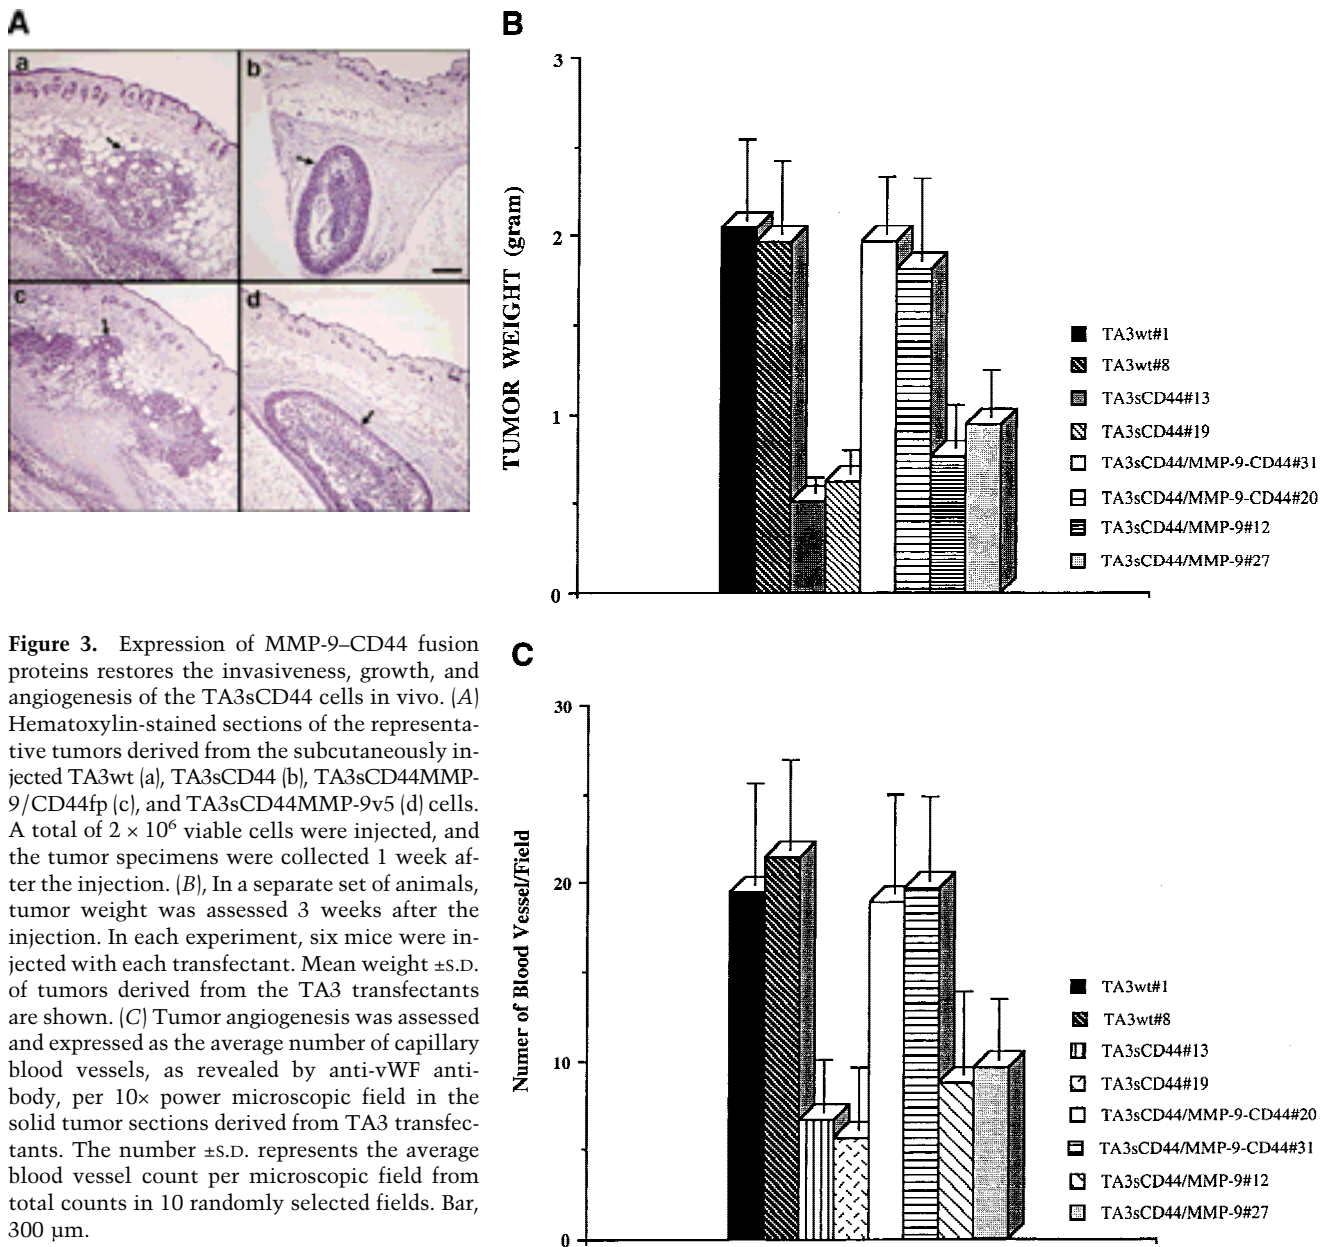 A
a
b
c
d
B
3
2
1
0
TUMOR WEIGHT (gram)
TA3wt#1
TA3wt#8
TA3sCD44#13
TA3sCD44#19
TA3sCD44/MMP-9-CD44#31
TA3sCD44/MMP-9-CD44#20
TA3sCD44/MMP-9#12
TA3sCD44/MMP-9#27
Figure 3. Expression of MMP-9–CD44 fusion
proteins restores the invasiveness, growth, and
angiogenesis of the TA3sCD44 cells in vivo. (A)
Hematoxylin-stained sections of the representa-
tive tumors derived from the subcutaneously in-
jected TA3wt (a), TA3sCD44 (b), TA3sCD44MMP-
9/CD44fp (c), and TA3sCD44MMP-9v5 (d) cells.
A total of 2 × 10⁶ viable cells were injected, and
the tumor specimens were collected 1 week af-
ter the injection. (B), In a separate set of animals,
tumor weight was assessed 3 weeks after the
injection. In each experiment, six mice were in-
jected with each transfectant. Mean weight ±S.D.
of tumors derived from the TA3 transfectants
are shown. (C) Tumor angiogenesis was assessed
and expressed as the average number of capillary
blood vessels, as revealed by anti-vWF anti-
body, per 10× power microscopic field in the
solid tumor sections derived from TA3 transfec-
tants. The number ±S.D. represents the average
blood vessel count per microscopic field from
total counts in 10 randomly selected fields. Bar,
300 µm.
C
30
20
10
0
Numer of Blood Vessel/Field
TA3wt#1
TA3wt#8
TA3sCD44#13
TA3sCD44#19
TA3sCD44/MMP-9-CD44#20
TA3sCD44/MMP-9-CD44#31
TA3sCD44/MMP-9#12
TA3sCD44/MMP-9#27